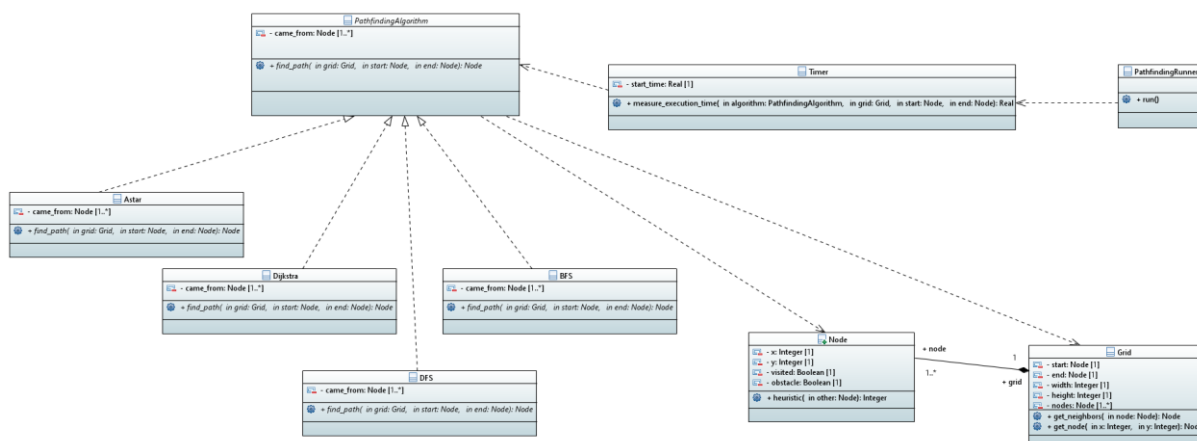 PathfindingAlgorithm
- came_from: Node [1..*]
+ find_path( in grid: Grid, in start: Node, in end: Node): Node
Timer
- start_time: Real [1]
+ measure_execution_time( in algorithm: PathfindingAlgorithm, in grid: Grid, in start: Node, in end: Node): Real
PathfindingRunner
+ run()
Astar
- came_from: Node [1..*]
+ find_path( in grid: Grid, in start: Node, in end: Node): Node
Dijkstra
- came_from: Node [1..*]
+ find_path( in grid: Grid, in start: Node, in end: Node): Node
BFS
- came_from: Node [1..*]
+ find_path( in grid: Grid, in start: Node, in end: Node): Node
DFS
- came_from: Node [1..*]
+ find_path( in grid: Grid, in start: Node, in end: Node): Node
Node
- x: Integer [1]
- y: Integer [1]
- visited: Boolean [1]
- obstacle: Boolean [1]
+ heuristic( in other: Node): Integer
+ node
1..*
1
+ grid
Grid
- start: Node [1]
- end: Node [1]
- width: Integer [1]
- height: Integer [1]
- nodes: Node [1..*]
+ get_neighbors( in node: Node): Node
+ get_node( in x: Integer, in y: Integer): Nod